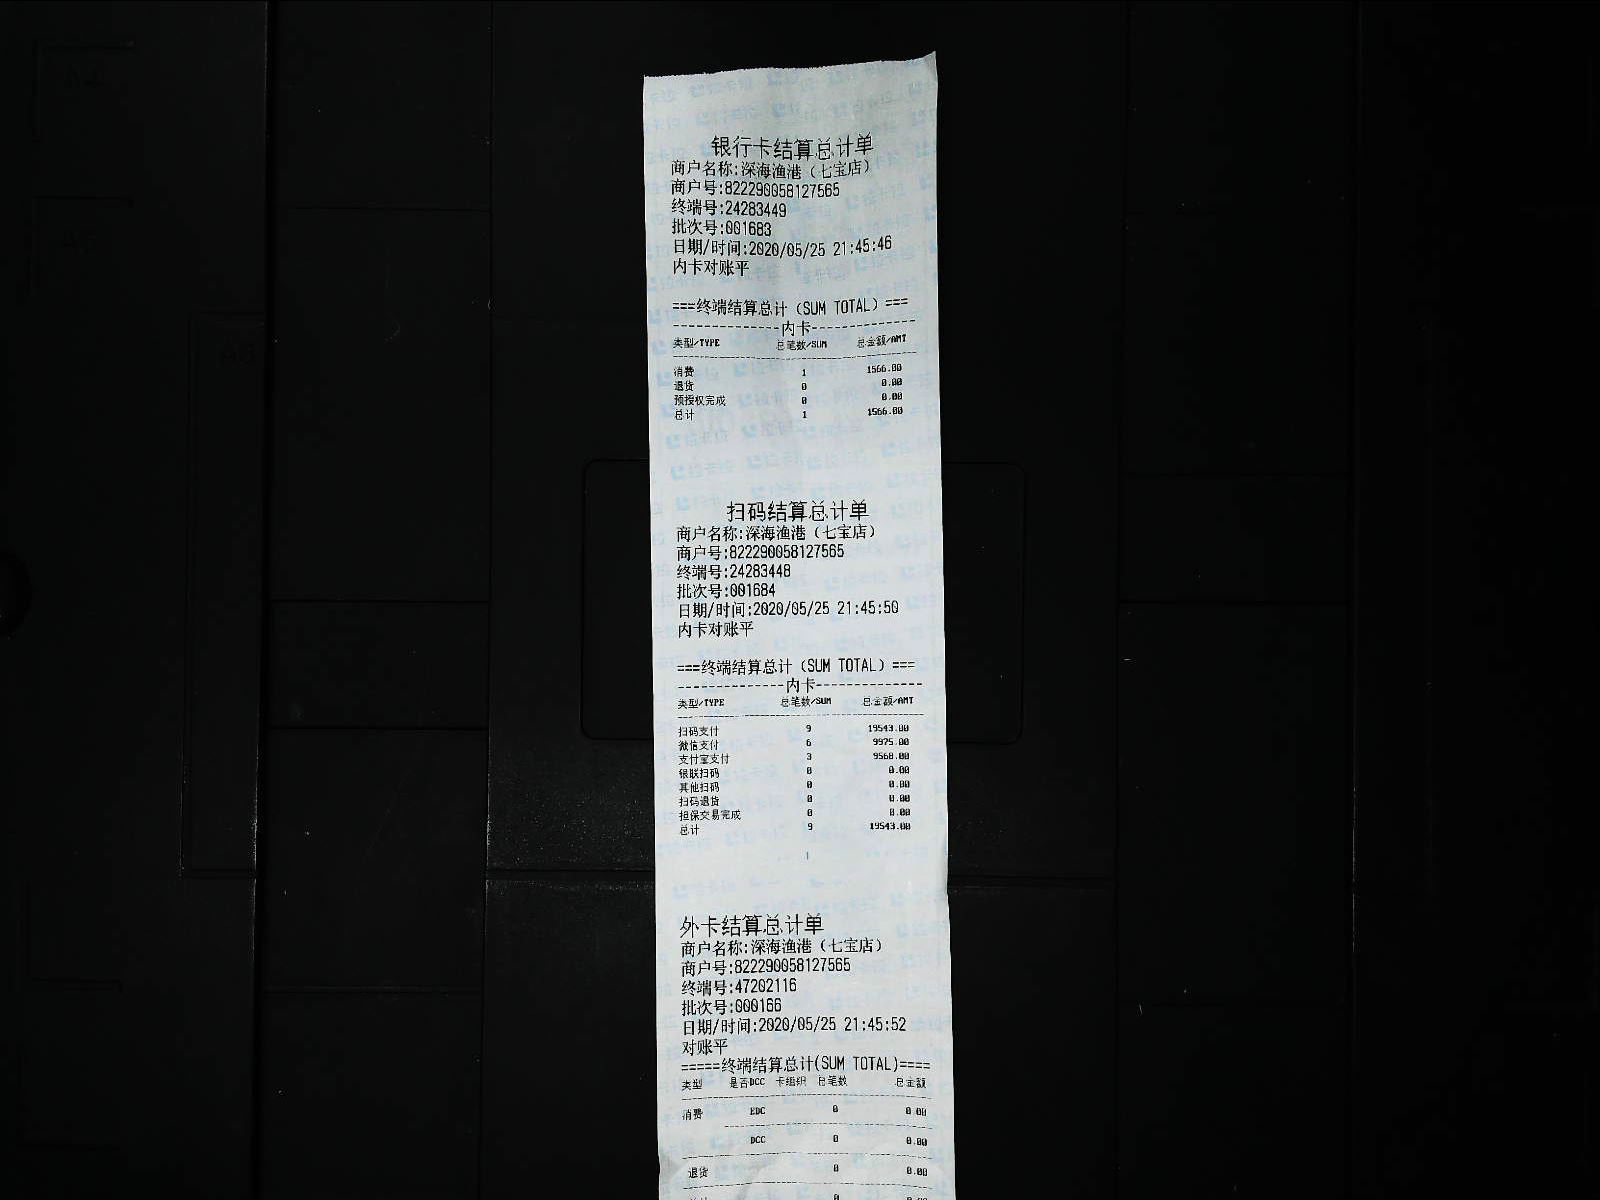 银行卡结算总计单
商户名称:深海渔港（七宝店）
商户号:822290058127565
终端号:24283449
批次号:001683
日期/时间:2020/05/25 21:45:46
内卡对账平
===终端结算总计（SUM TOTAL）===
--------------内卡--------------
类型/TYPE 总笔数/SUM 总金额/AMT
消费 1 1566.00
退货 0 0.00
预授权完成 0 0.00
总计 1 1566.00
扫码结算总计单
商户名称:深海渔港（七宝店）
商户号:822290058127565
终端号:24283448
批次号:001684
日期/时间:2020/05/25 21:45:50
内卡对账平
===终端结算总计（SUM TOTAL）===
--------------内卡--------------
类型/TYPE 总笔数/SUM 总金额/AMT
扫码支付 9 19543.00
微信支付 6 9975.00
支付宝支付 3 9568.00
银联扫码 0 0.00
其他扫码 0 0.00
扫码退货 0 0.00
担保交易完成 0 0.00
总计 9 19543.00
外卡结算总计单
商户名称:深海渔港（七宝店）
商户号:822290058127565
终端号:47202116
批次号:000166
日期/时间:2020/05/25 21:45:52
对账平
=====终端结算总计(SUM TOTAL)====
类型 是否DCC 卡组织 总笔数 总金额
消费 EDC 0 0.00
DCC 0 0.00
退货 0 0.00